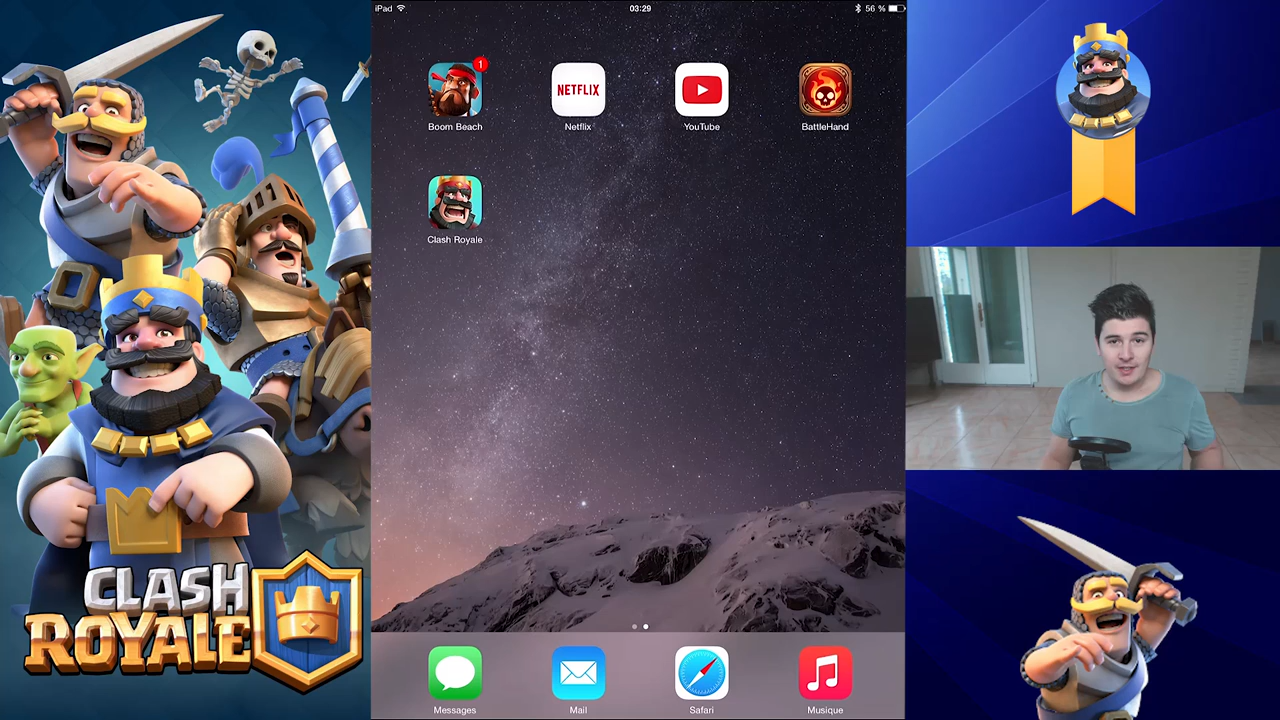 iPad 03:29 56 %
1
NETFLIX
Boom Beach Netflix YouTube BattleHand
Clash Royale
CLASH
ROYALE
Messages Mail Safari Musique